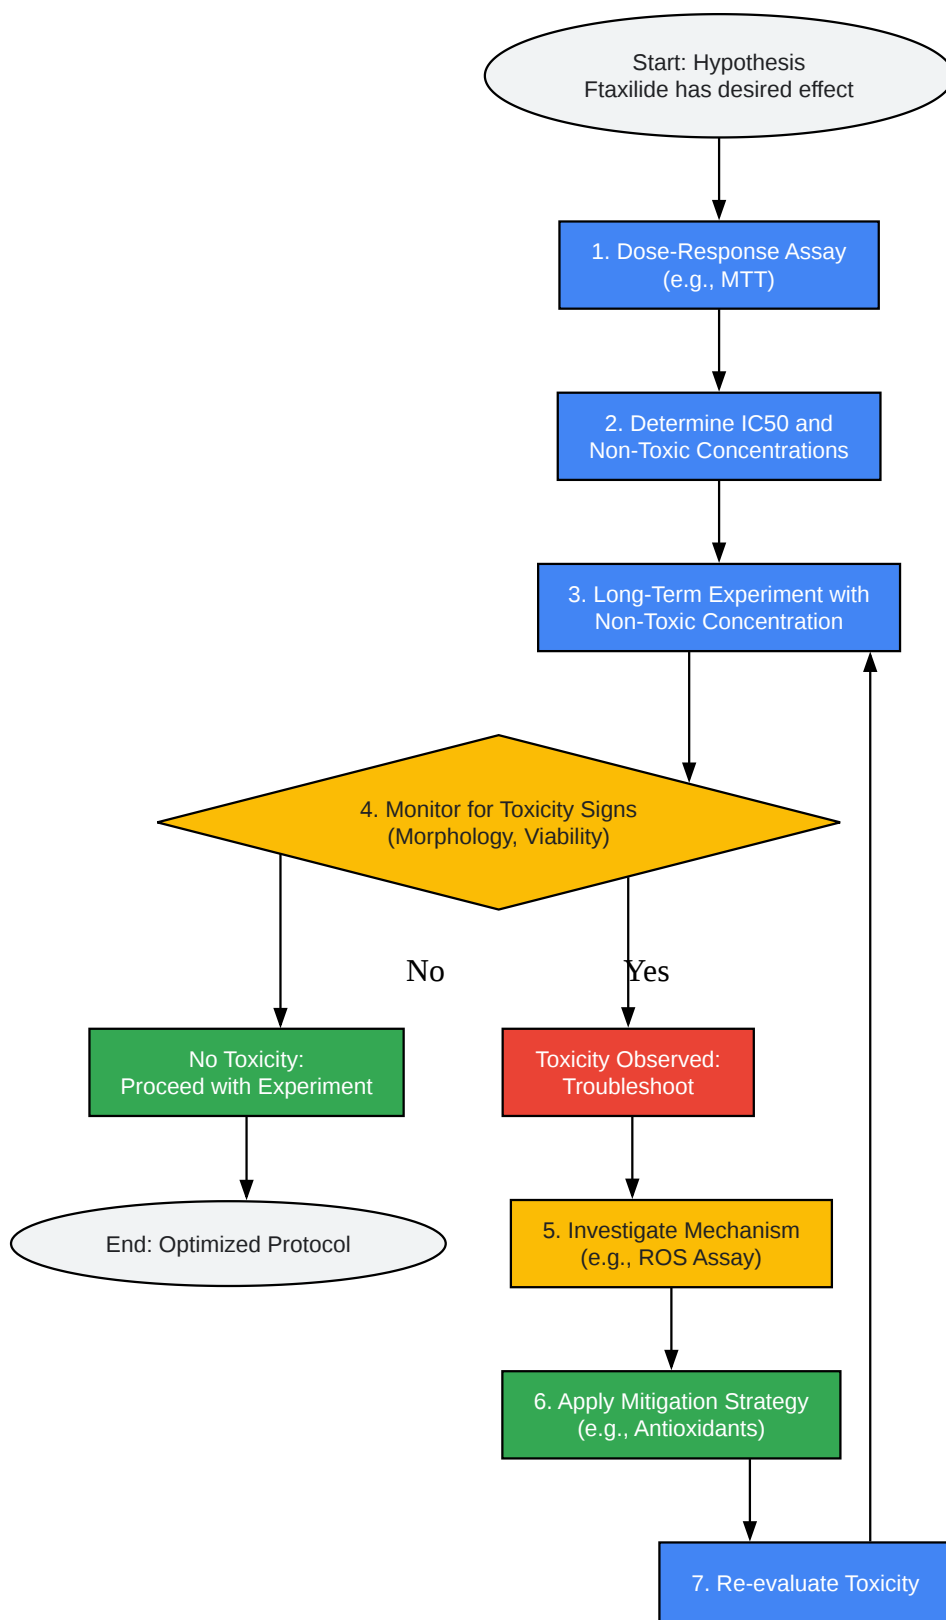 Start: Hypothesis
Ftaxilide has desired effect
1. Dose-Response Assay
(e.g., MTT)
2. Determine IC50 and
Non-Toxic Concentrations
3. Long-Term Experiment with
Non-Toxic Concentration
4. Monitor for Toxicity Signs
(Morphology, Viability)
No
Yes
No Toxicity:
Proceed with Experiment
Toxicity Observed:
Troubleshoot
End: Optimized Protocol
5. Investigate Mechanism
(e.g., ROS Assay)
6. Apply Mitigation Strategy
(e.g., Antioxidants)
7. Re-evaluate Toxicity